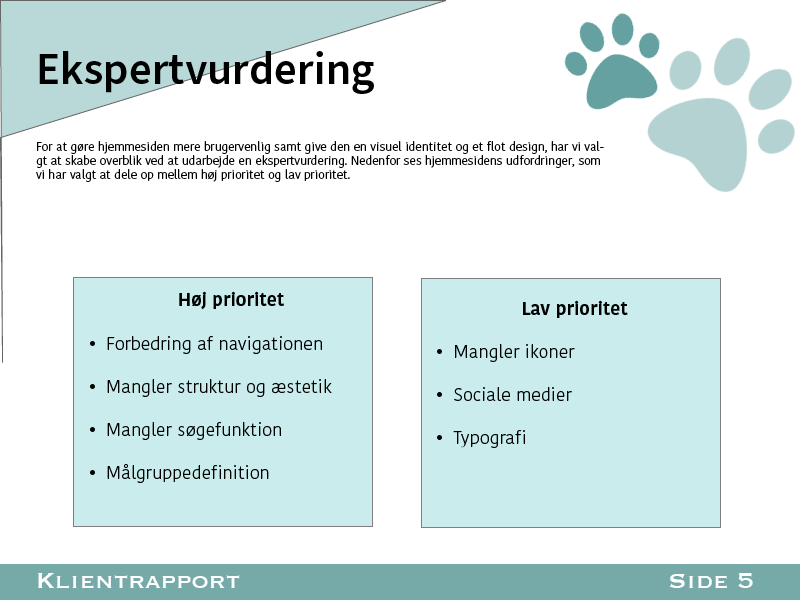 Ekspertvurdering
For at gøre hjemmesiden mere brugervenlig samt give den en visuel identitet og et flot design, har vi val-
gt at skabe overblik ved at udarbejde en ekspertvurdering. Nedenfor ses hjemmesidens udfordringer, som
vi har valgt at dele op mellem høj prioritet og lav prioritet.
Høj prioritet
• Forbedring af navigationen
• Mangler struktur og æstetik
• Mangler søgefunktion
• Målgruppedefinition
Lav prioritet
• Mangler ikoner
• Sociale medier
• Typografi
Klientrapport
Side 5